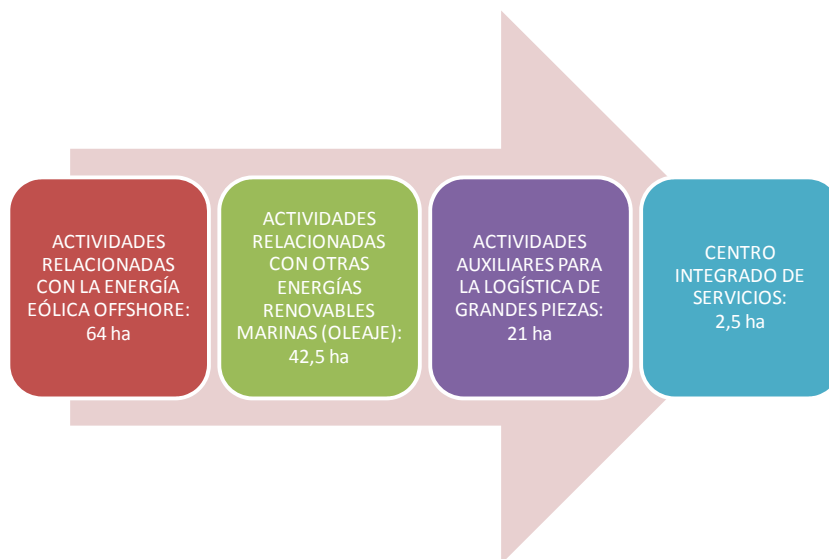 ACTIVIDADES
RELACIONADAS
CON LA ENERGÍA
EÓLICA OFFSHORE:
64 ha
ACTIVIDADES
RELACIONADAS
CON OTRAS
ENERGÍAS
RENOVABLES
MARINAS (OLEAJE):
42,5 ha
ACTIVIDADES
AUXILIARES PARA
LA LOGÍSTICA DE
GRANDES PIEZAS:
21 ha
CENTRO
INTEGRADO DE
SERVICIOS:
2,5 ha